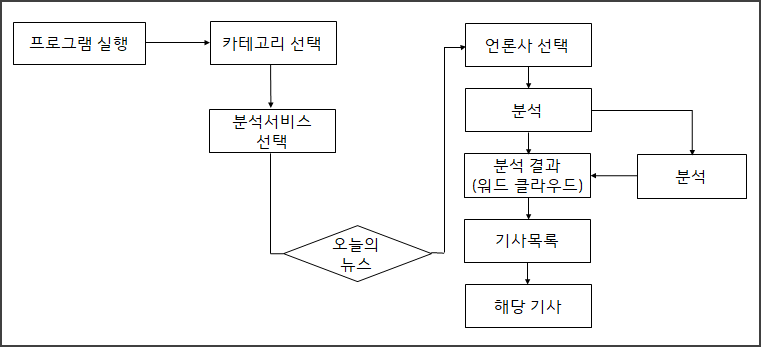 프로그램 실행
카테고리 선택
분석서비스
선택
오늘의
뉴스
언론사 선택
분석
분석 결과
(워드 클라우드)
분석
기사목록
해당 기사